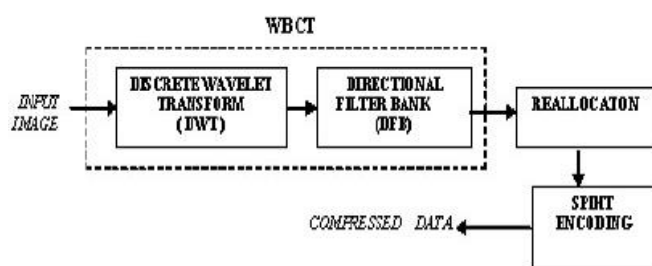 WBCT
INPUT
IMAGE
DISCRETE WAVELET
TRANSFORM
(DWT)
DIRECTIONAL
FILTER BANK
(DFB)
REALLOCATON
SPIHT
ENCODING
COMPRESSED DATA